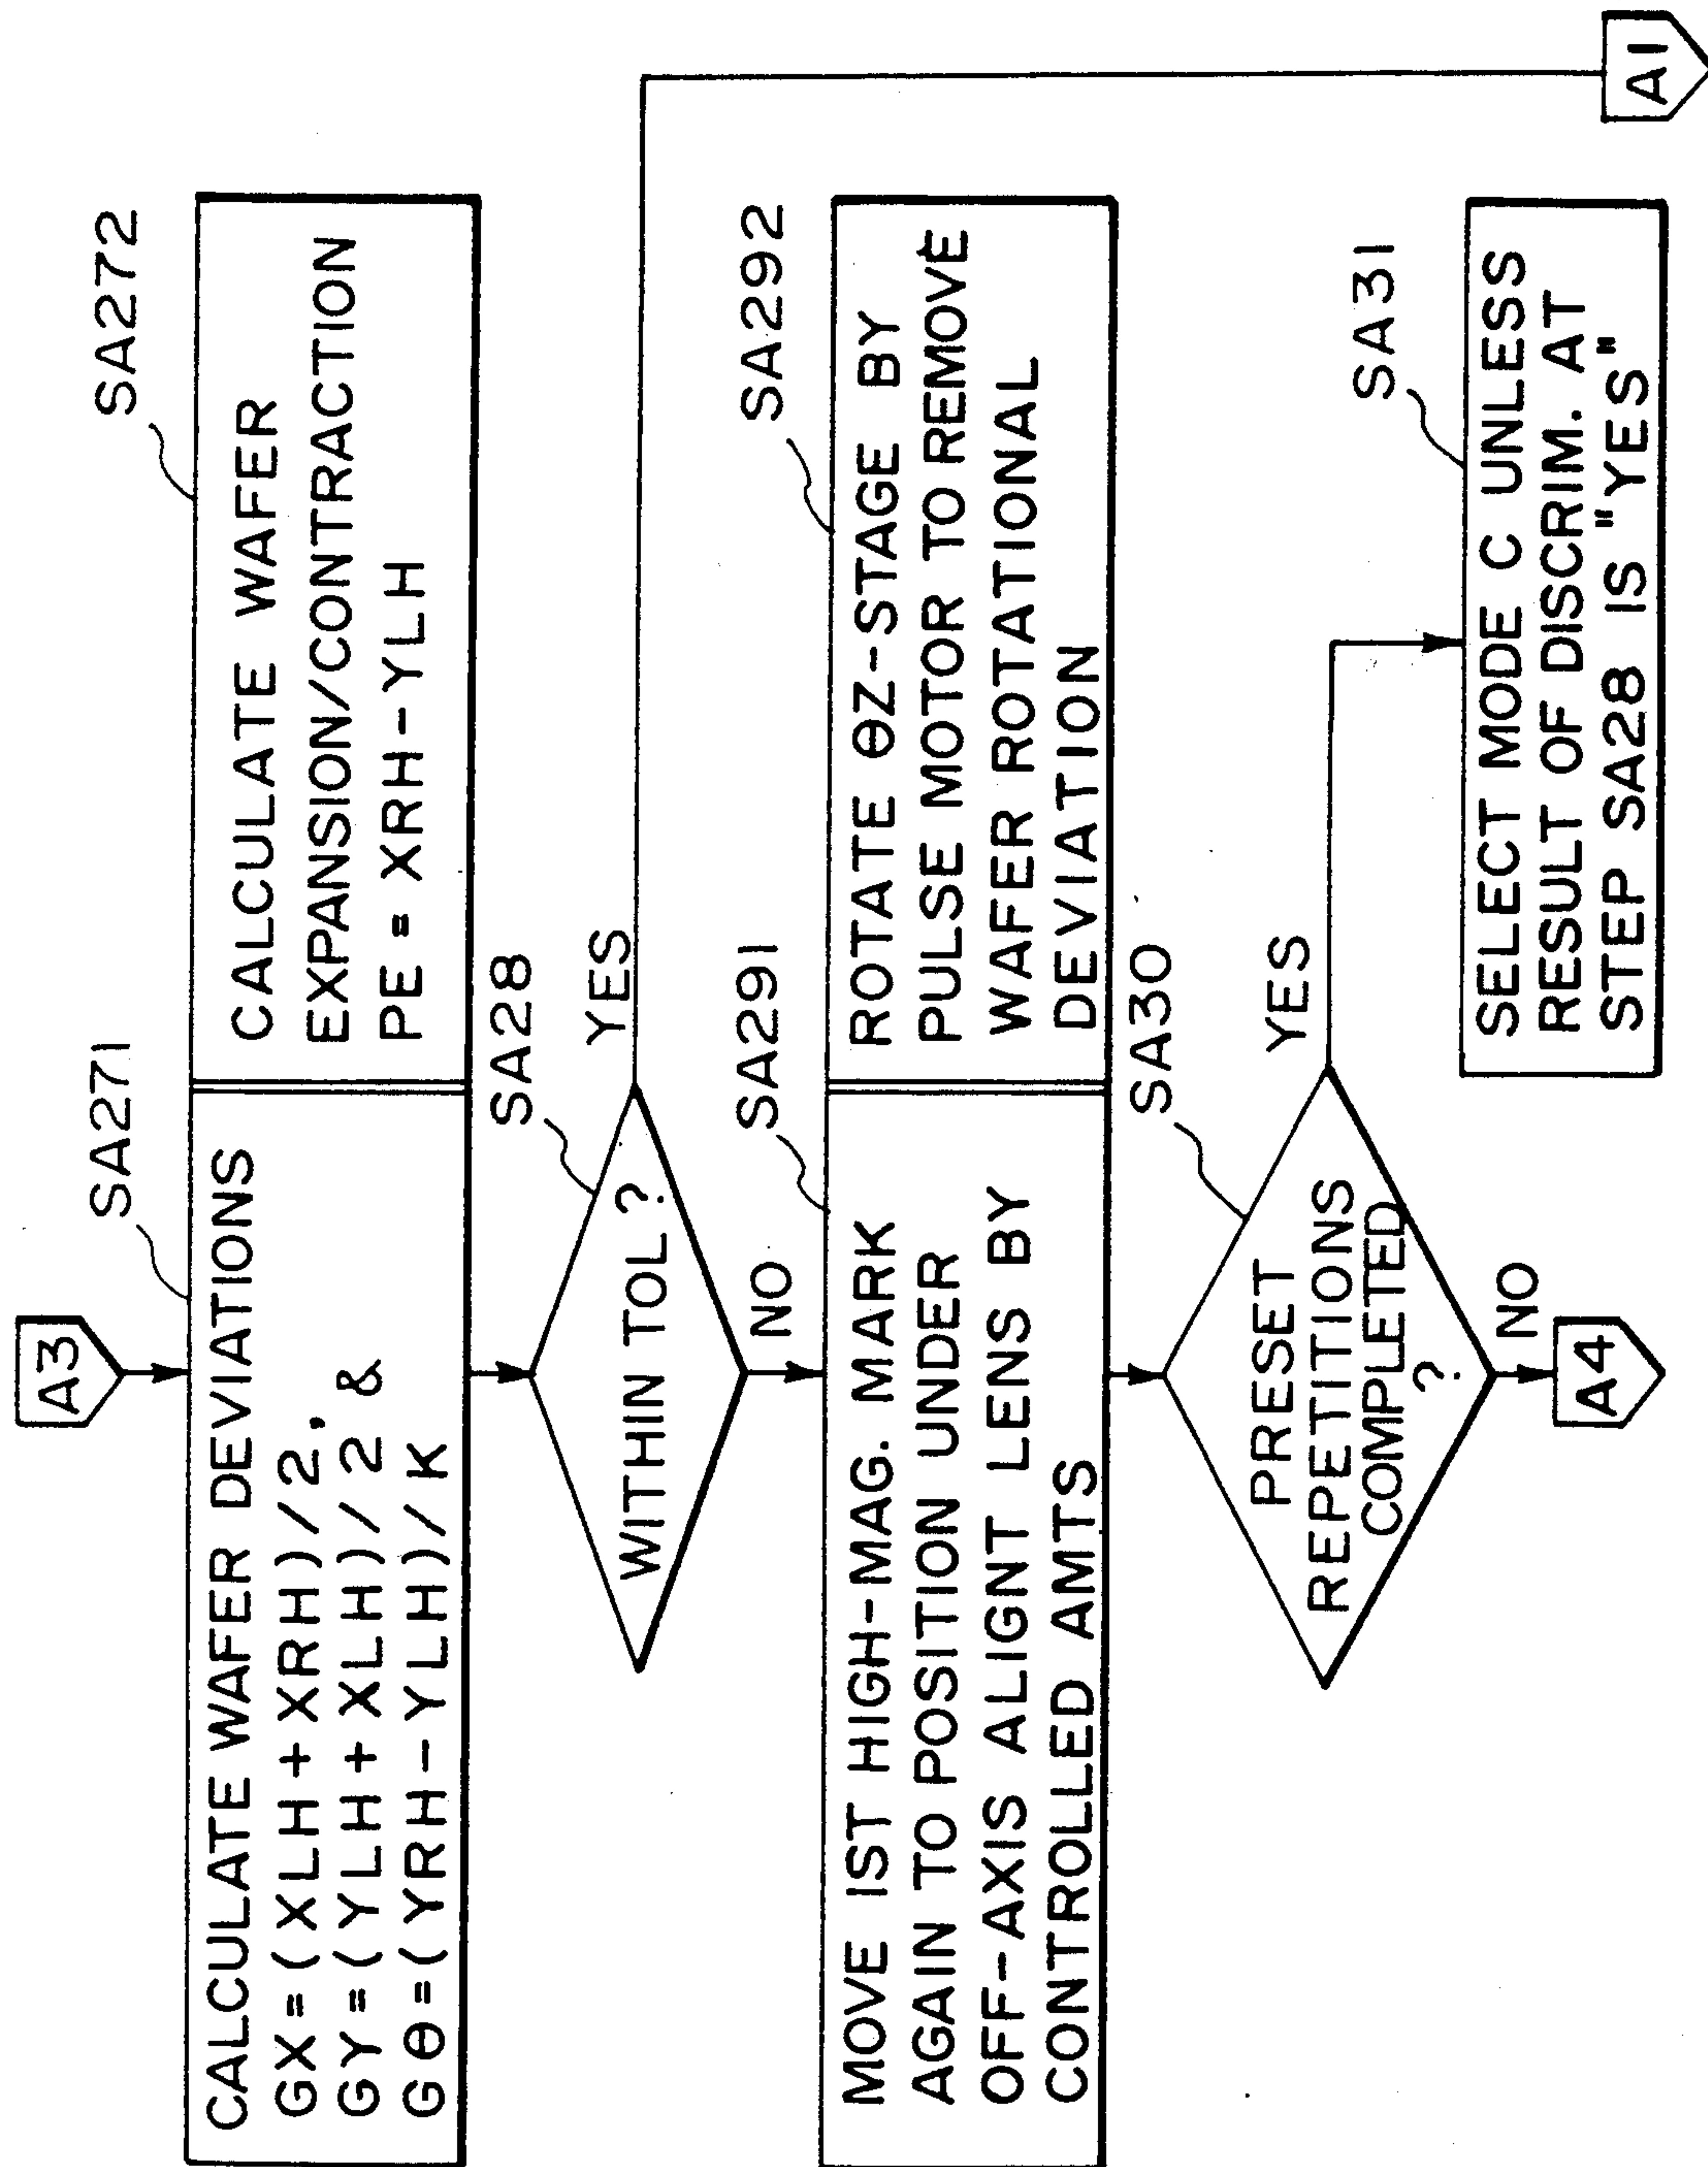 A3
SA271
CALCULATE WAFER DEVIATIONS
GX=(XLH+XRH)/2,
GY=(YLH+XLH)/2 &
GΘ=(YRH-YLH)/K
SA272
CALCULATE WAFER
EXPANSION/CONTRACTION
PE = XRH-YLH
SA28
WITHIN TOL?
YES
NO
SA291
MOVE IST HIGH-MAG. MARK
AGAIN TO POSITION UNDER
OFF-AXIS ALIGNT LENS BY
CONTROLLED AMTS
SA292
ROTATE ΘZ-STAGE BY
PULSE MOTOR TO REMOVE
WAFER ROTATIONAL
DEVIATION
SA30
PRESET
REPETITIONS
COMPLETED
?
YES
NO
SA31
SELECT MODE C UNLESS
RESULT OF DISCRIM. AT
STEP SA28 IS "YES"
A4
A1